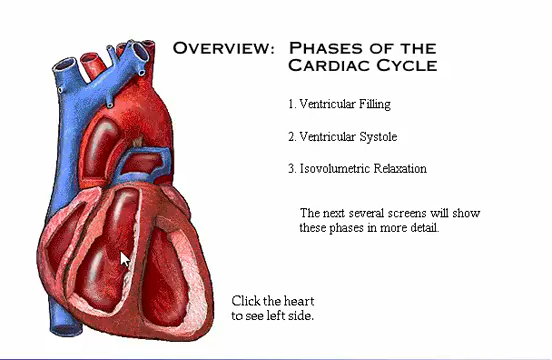 OVERVIEW: PHASES OF THE
CARDIAC CYCLE
1. Ventricular Filling
2. Ventricular Systole
3. Isovolumetric Relaxation
The next several screens will show
these phases in more detail.
Click the heart
to see left side.